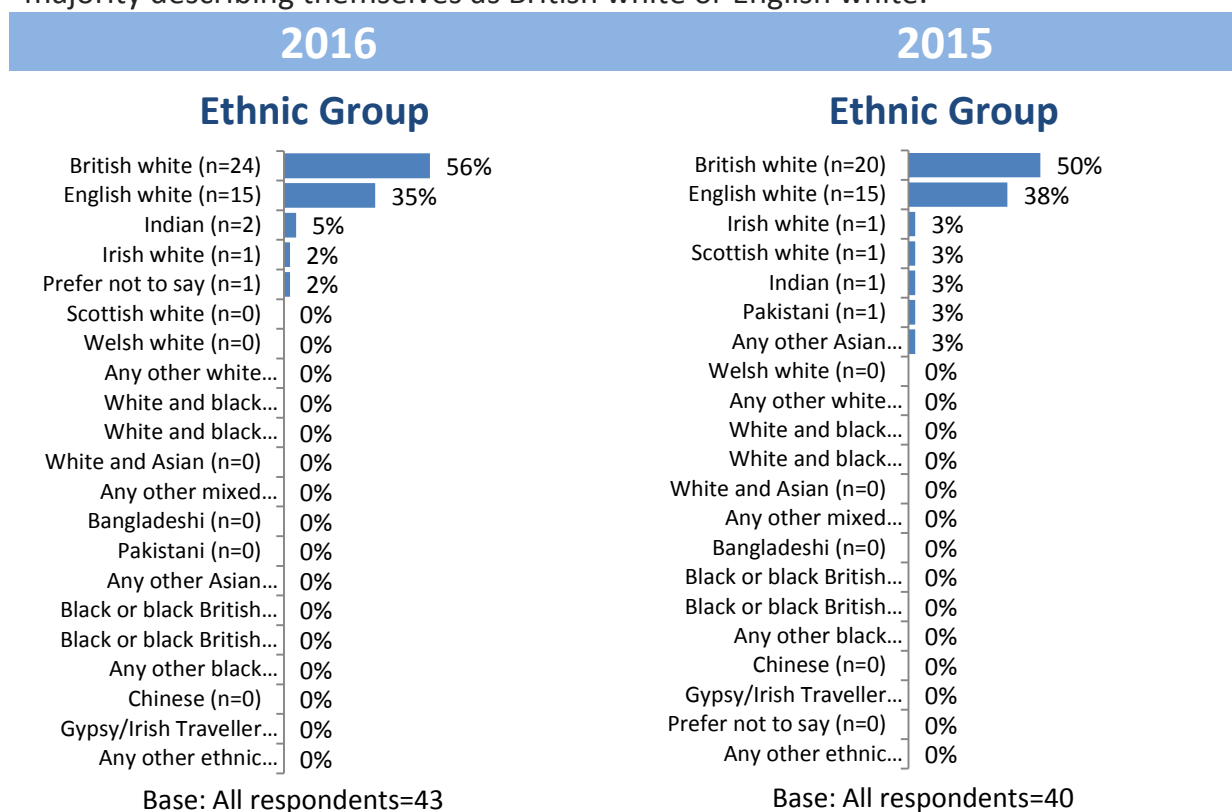 majority describing themselves as British white or English white.
2016
2015
Ethnic Group
British white (n=24) 56%
English white (n=15) 35%
Indian (n=2) 5%
Irish white (n=1) 2%
Prefer not to say (n=1) 2%
Scottish white (n=0) 0%
Welsh white (n=0) 0%
Any other white… 0%
White and black… 0%
White and black… 0%
White and Asian (n=0) 0%
Any other mixed… 0%
Bangladeshi (n=0) 0%
Pakistani (n=0) 0%
Any other Asian… 0%
Black or black British… 0%
Black or black British… 0%
Any other black… 0%
Chinese (n=0) 0%
Gypsy/Irish Traveller… 0%
Any other ethnic… 0%
Base: All respondents=43
Ethnic Group
British white (n=20) 50%
English white (n=15) 38%
Irish white (n=1) 3%
Scottish white (n=1) 3%
Indian (n=1) 3%
Pakistani (n=1) 3%
Any other Asian… 3%
Welsh white (n=0) 0%
Any other white… 0%
White and black… 0%
White and black… 0%
White and Asian (n=0) 0%
Any other mixed… 0%
Bangladeshi (n=0) 0%
Black or black British… 0%
Black or black British… 0%
Any other black… 0%
Chinese (n=0) 0%
Gypsy/Irish Traveller… 0%
Prefer not to say (n=0) 0%
Any other ethnic… 0%
Base: All respondents=40